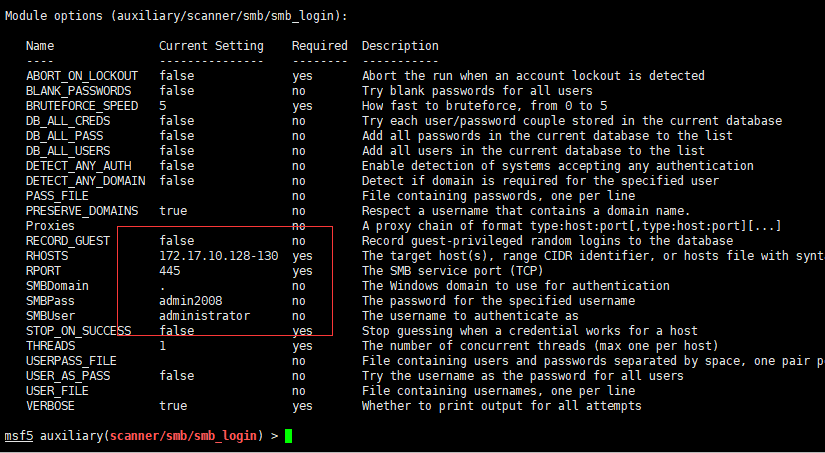 Module options (auxiliary/scanner/smb/smb_login):
Name Current Setting Required Description
---- --------------- -------- -----------
ABORT_ON_LOCKOUT false yes Abort the run when an account lockout is detected
BLANK_PASSWORDS false no Try blank passwords for all users
BRUTEFORCE_SPEED 5 yes How fast to bruteforce, from 0 to 5
DB_ALL_CREDS false no Try each user/password couple stored in the current database
DB_ALL_PASS false no Add all passwords in the current database to the list
DB_ALL_USERS false no Add all users in the current database to the list
DETECT_ANY_AUTH false no Enable detection of systems accepting any authentication
DETECT_ANY_DOMAIN false no Detect if domain is required for the specified user
PASS_FILE no File containing passwords, one per line
PRESERVE_DOMAINS true no Respect a username that contains a domain name.
Proxies no A proxy chain of format type:host:port[,type:host:port][...]
RECORD_GUEST false no Record guest-privileged random logins to the database
RHOSTS 172.17.10.128-130 yes The target host(s), range CIDR identifier, or hosts file with synt
RPORT 445 yes The SMB service port (TCP)
SMBDomain . no The Windows domain to use for authentication
SMBPass admin2008 no The password for the specified username
SMBUser administrator no The username to authenticate as
STOP_ON_SUCCESS false yes Stop guessing when a credential works for a host
THREADS 1 yes The number of concurrent threads (max one per host)
USERPASS_FILE no File containing users and passwords separated by space, one pair p
USER_AS_PASS false no Try the username as the password for all users
USER_FILE no File containing usernames, one per line
VERBOSE true yes Whether to print output for all attempts
msf5 auxiliary(scanner/smb/smb_login) >